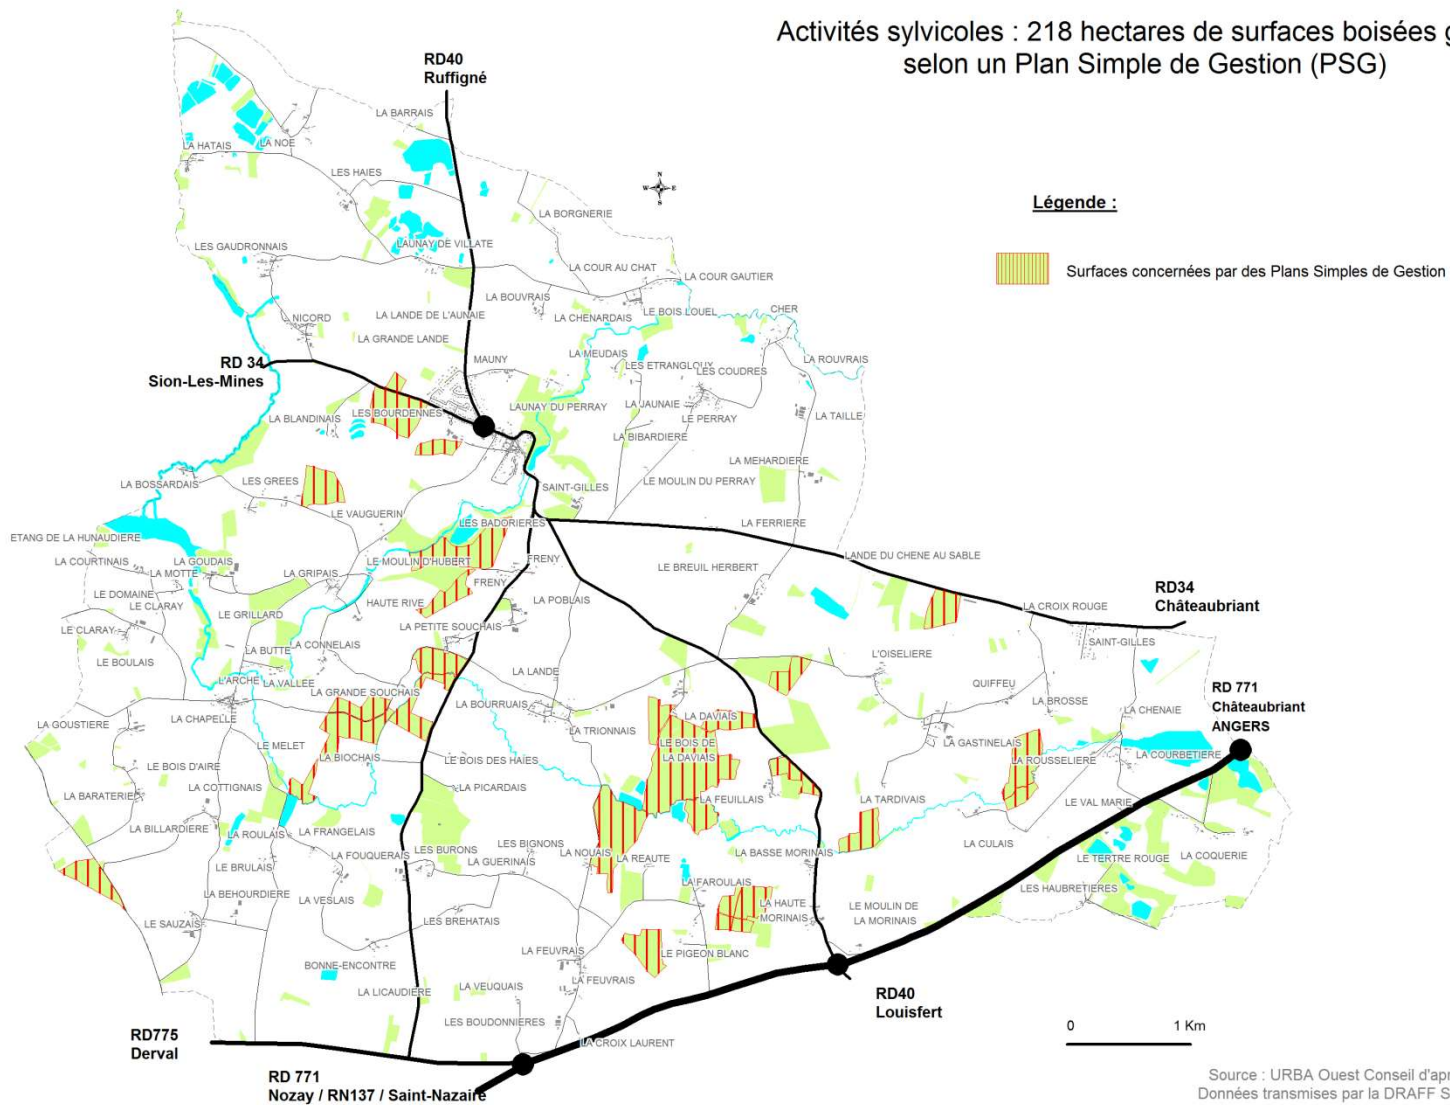 Activités sylvicoles : 218 hectares de surfaces boisées
selon un Plan Simple de Gestion (PSG)
RD40
Ruffigné
LA BARRAIS
LA HATAIS
LA NOE
LES HAIES
W N E
S
Légende :
LA BORGNERIE
LES GAUDRONNAIS
LAUNAY DE VILLATE
LA COUR AU CHAT
LA COUR GAUTIER
Surfaces concernées par des Plans Simples de Gestion
LA BOUVRAIS
NICORD
LA LANDE DE L'AUNAIE
LA CHENARDAIS
LE BOIS LOUEL
CHER
LA GRANDE LANDE
LA MEUDAIS
LA ROUVRAIS
RD 34
Sion-Les-Mines
MAUNY
LES ETRANGLOUX
LES COUDRES
LA BLANDINAIS
LES BOURDENNES
LAUNAY DU PERRAY
LA JAUNAIE
LE PERRAY
LA TAILLE
LA BIBARDIERE
LA MEHARDIERE
LA BOSSARDAIS
LES GREES
SAINT-GILLES
LE MOULIN DU PERRAY
LE VAUGUERIN
LES BADORIERES
LA FERRIERE
ETANG DE LA HUNAUDIERE
LA COURTINAIS
LA GOUDAIS
LE MOULIN D'HUBERT
FRENY
LANDE DU CHENE AU SABLE
LA MOTTE
LA GRIPAIS
FRENY
LE BREUIL HERBERT
LE DOMAINE
LE CLARAY
HAUTE RIVE
LA POBLAIS
RD34
Châteaubriant
LE GRILLARD
LA CROIX ROUGE
LE CLARAY
LA PETITE SOUCHAIS
LA CONNELAIS
SAINT-GILLES
LE BOULAIS
LA BUTTE
L'OISELIERE
LA LANDE
L'ARCHE
LA VALLÉE
LA GRANDE SOUCHAIS
QUIFFEU
RD 771
Châteaubriant
ANGERS
LA GOUSTIERE
LA CHAPELLE
LA BOURRUAIS
LA DAVIAIS
LA BROSSE
LA CHENAIE
LA TRIONNAIS
LE MELET
LE BOIS DE
LA DAVIAIS
LA GASTINELAIS
LA ROUSSELIERE
LA COURBETIERE
LE BOIS D'AIRE
LA BIOCHAIS
LE BOIS DES HAIES
LA BARATERIE
LA COTTIGNAIS
LA PICARDAIS
LA FEUILLAIS
LA TARDIVAIS
LE VAL MARIE
LA BILLARDIERE
LA ROULAIS
LA FRANGELAIS
LES BURONS
LES BIGNONS
LA CULAIS
LA FOUQUERAIS
LA GUERINAIS
LA NOUAIS
LA REAUTE
LA BASSE MORINAIS
LE TERTRE ROUGE
LA COQUERIE
LE BRULAIS
LA BEHOURDIERE
LA VESLAIS
LA FAROULAIS
LES HAUBRETIERES
LA HAUTE
MORINAIS
LE MOULIN DE
LA MORINAIS
LE SAUZAIS
LES BREHATAIS
LA FEUVRAIS
LE PIGEON BLANC
BONNE-ENCONTRE
LA FEUVRAIS
LA LICAUDIERE
LA VEUQUAIS
RD40
Louisfert
LES BOUDONNIERES
RD775
Derval
LA CROIX LAURENT
0 1 Km
RD 771
Nozay / RN137 / Saint-Nazaire
Source : URBA Ouest Conseil d'apr
Données transmises par la DRAFF S